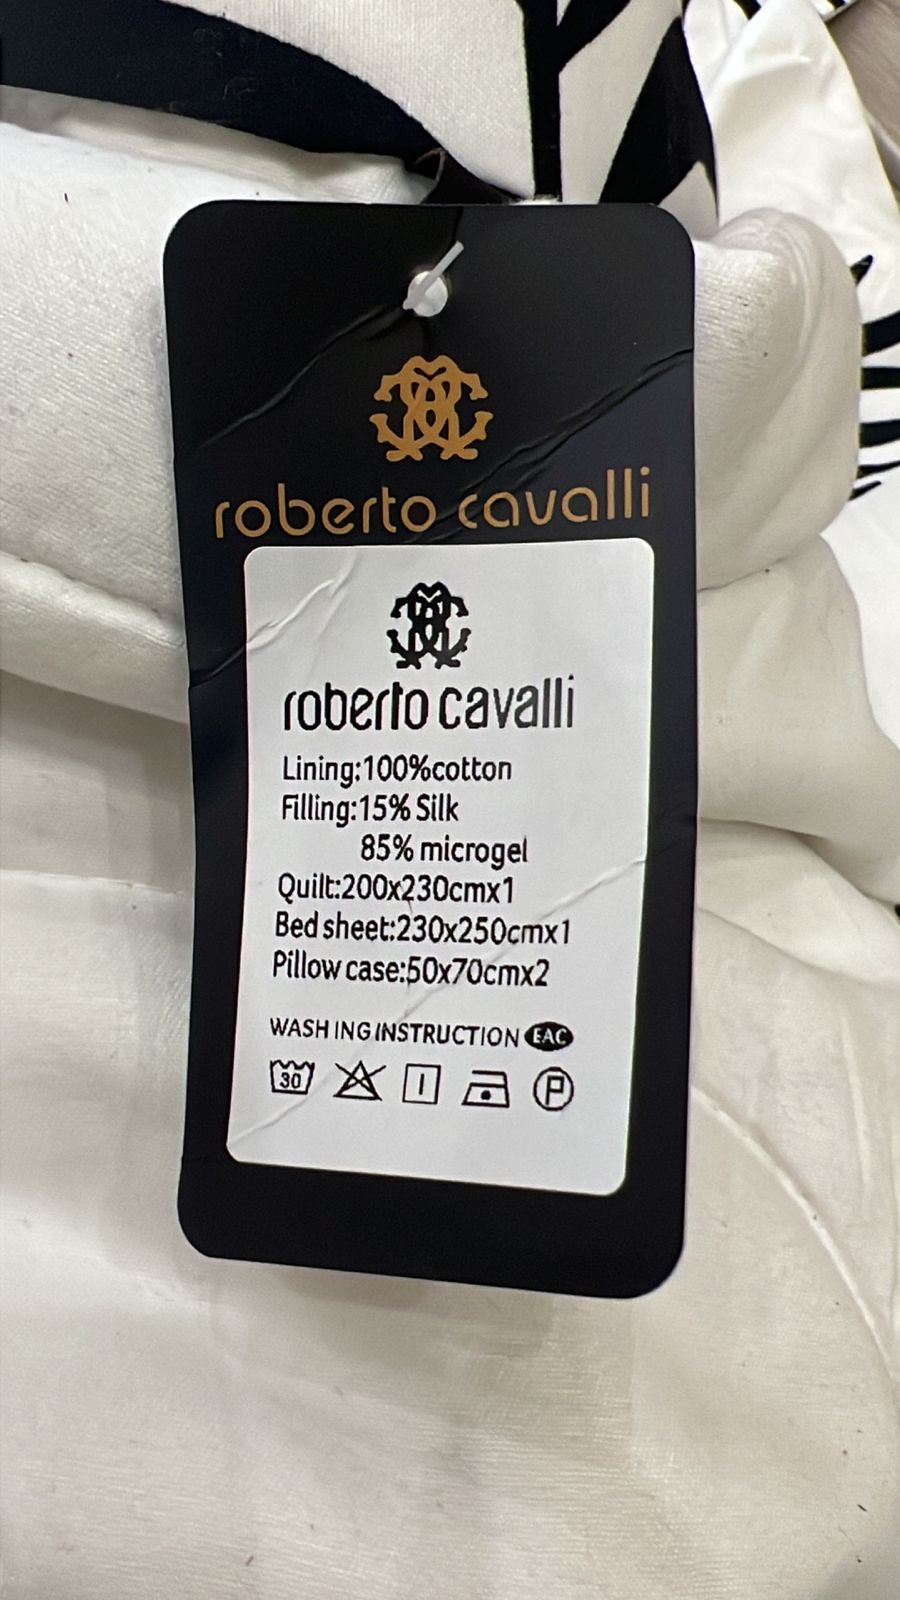 roberto cavalli
roberto cavalli
Lining:100%cotton
Filling:15% Silk
85% microgel
Quilt:200x230cmx1
Bed sheet:230x250cmx1
Pillow case:50x70cmx2
WASH ING INSTRUCTION EAC
30 P